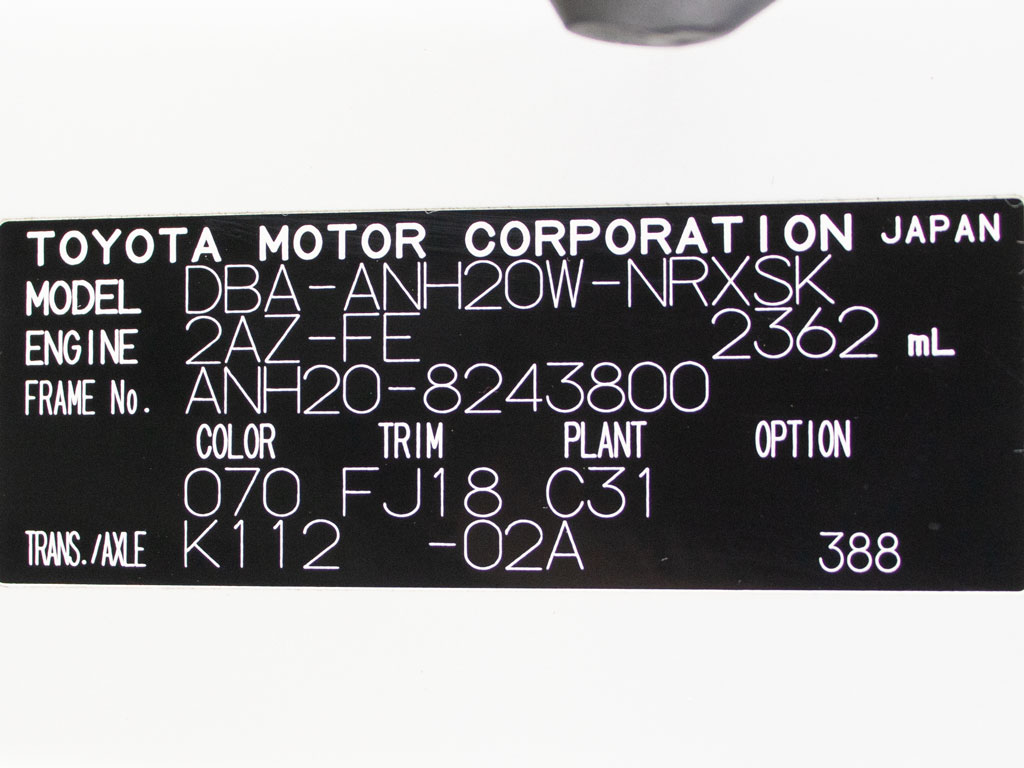 TOYOTA MOTOR CORPORATION JAPAN
MODEL DBA-ANH20W-NRXSK
ENGINE 2AZ-FE 2362 mL
FRAME No. ANH20-8243800
COLOR TRIM PLANT OPTION
070 FJ18 C31
TRANS./AXLE K112 -02A 388